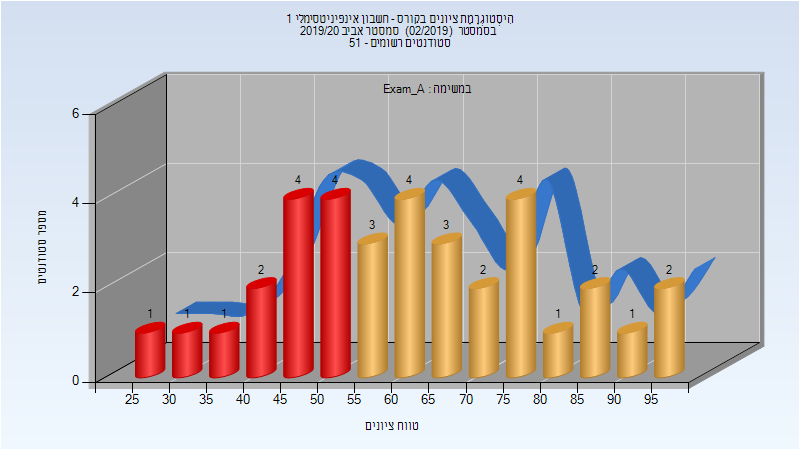 היסטוגרמת ציונים בקורס - חשבון אינפיניטסימלי 1
בסמסטר (02/2019) סמסטר אביב 2019/20
סטודנטים רשומים - 51
במשימה : Exam_A
מספר סטודנטים
6
4
2
0
1 1 1 2 4 4 3 4 3 2 4 1 2 1 2
25 30 35 40 45 50 55 60 65 70 75 80 85 90 95
טווח ציונים